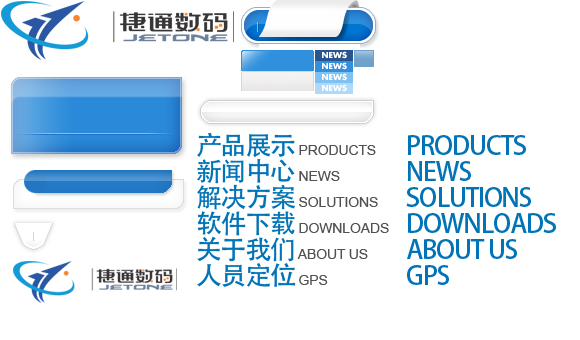 捷通数码
JETONE
NEWS
NEWS
NEWS
NEWS
产品展示 PRODUCTS
新闻中心 NEWS
解决方案 SOLUTIONS
软件下载 DOWNLOADS
关于我们 ABOUT US
人员定位 GPS
PRODUCTS
NEWS
SOLUTIONS
DOWNLOADS
ABOUT US
GPS
捷通数码
JETONE